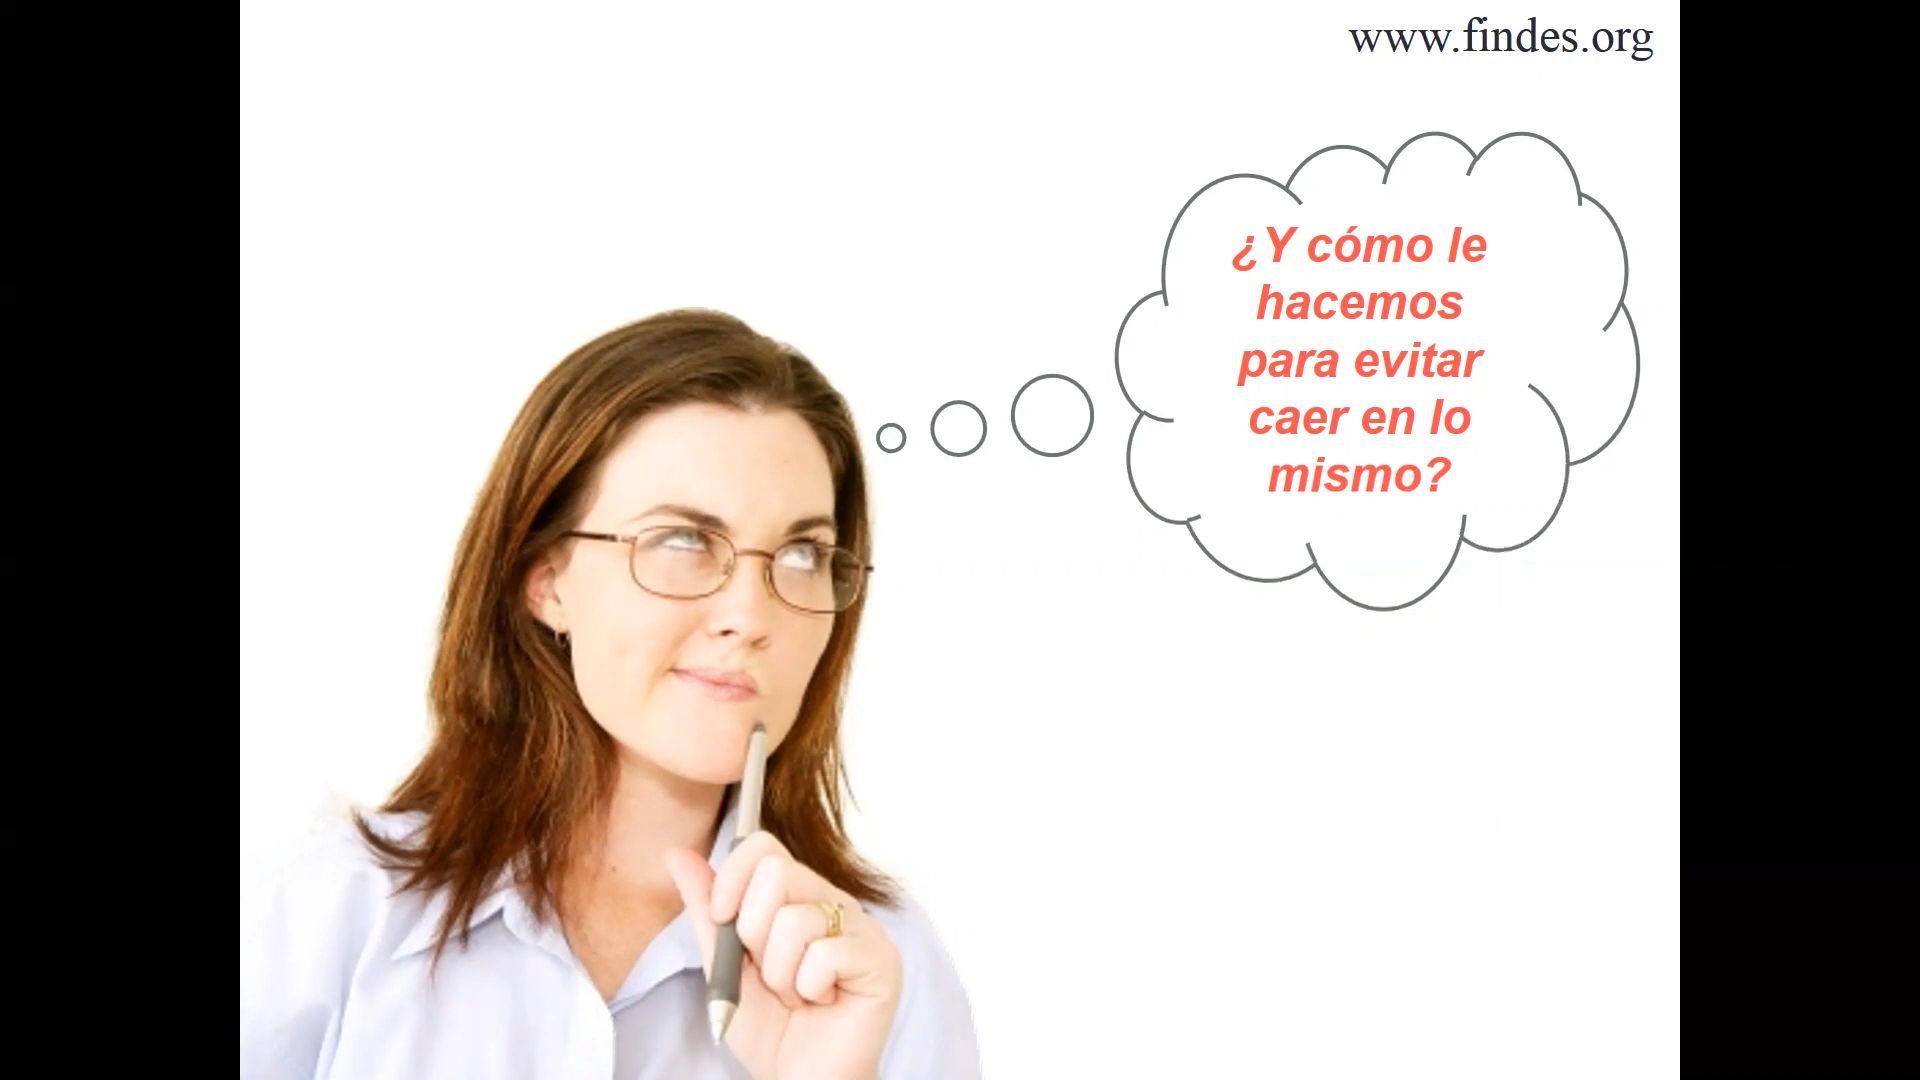 www.findes.org
¿Y cómo le
hacemos
para evitar
caer en lo
mismo?